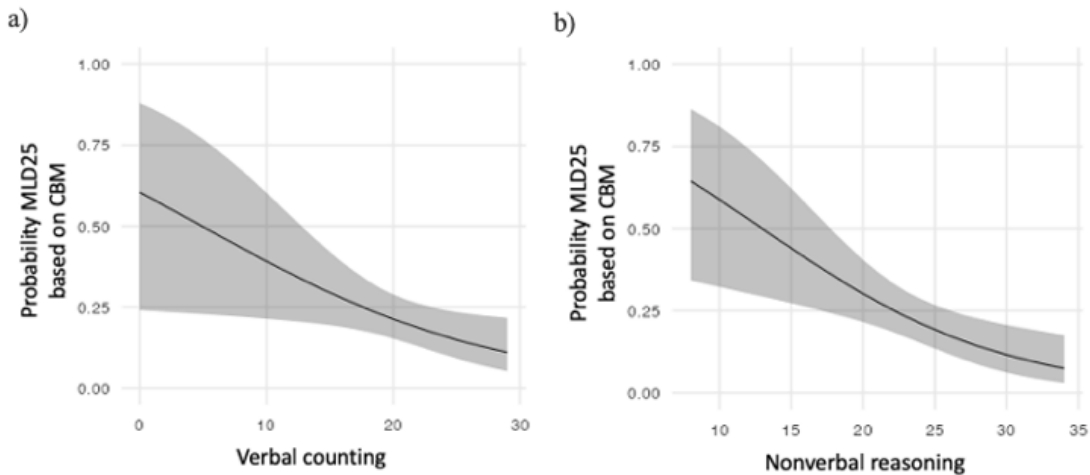 a)
b)
1.00
0.75
0.50
0.25
0.00
Probability MLD25
based on CBM
0
10
20
30
Verbal counting
1.00
0.75
0.50
0.25
0.00
Probability MLD25
based on CBM
10
15
20
25
30
35
Nonverbal reasoning